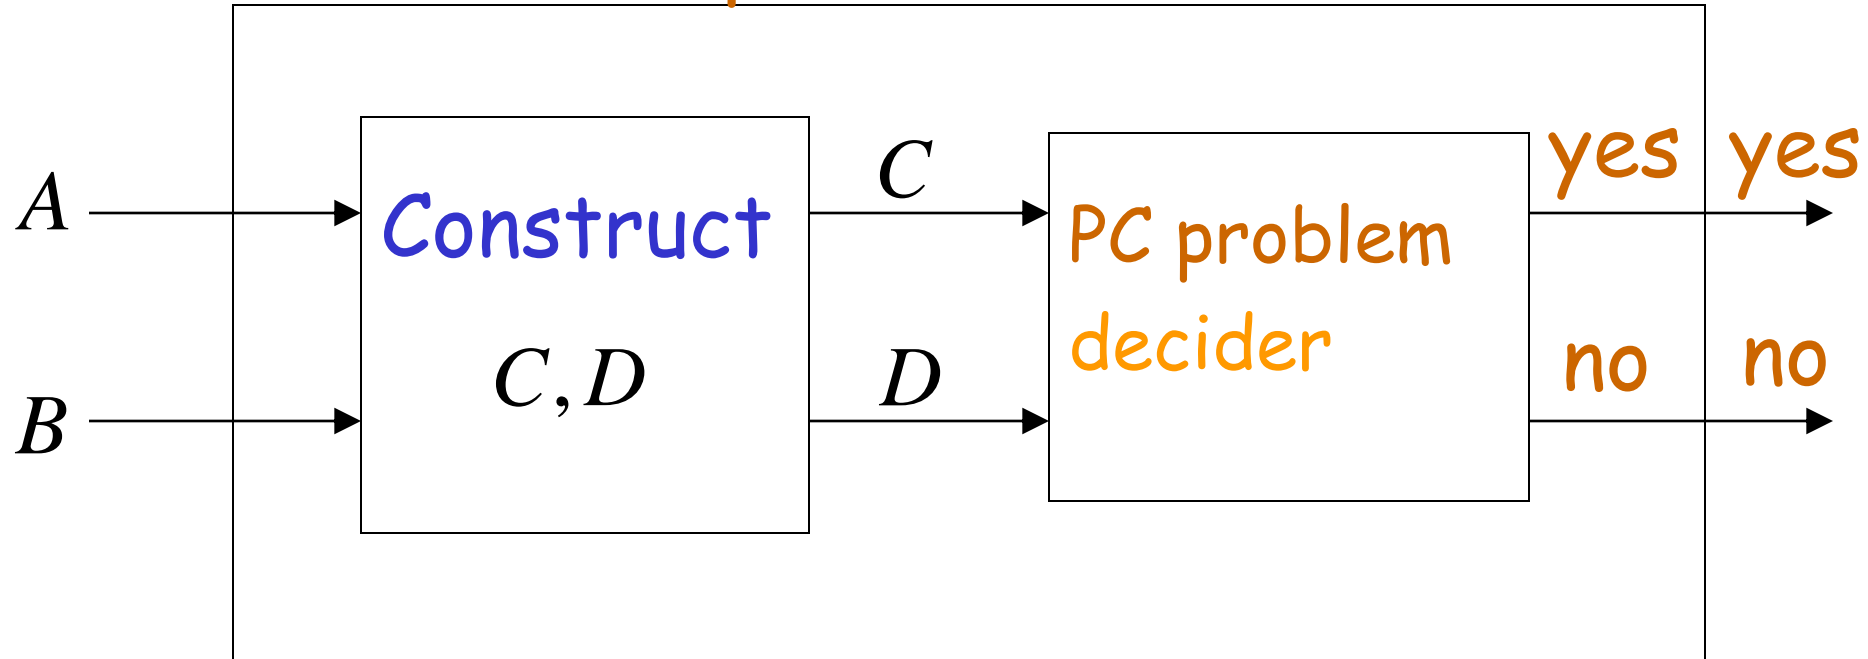 A
B
Construct
C, D
C
D
PC problem
decider
yes
yes
no
no